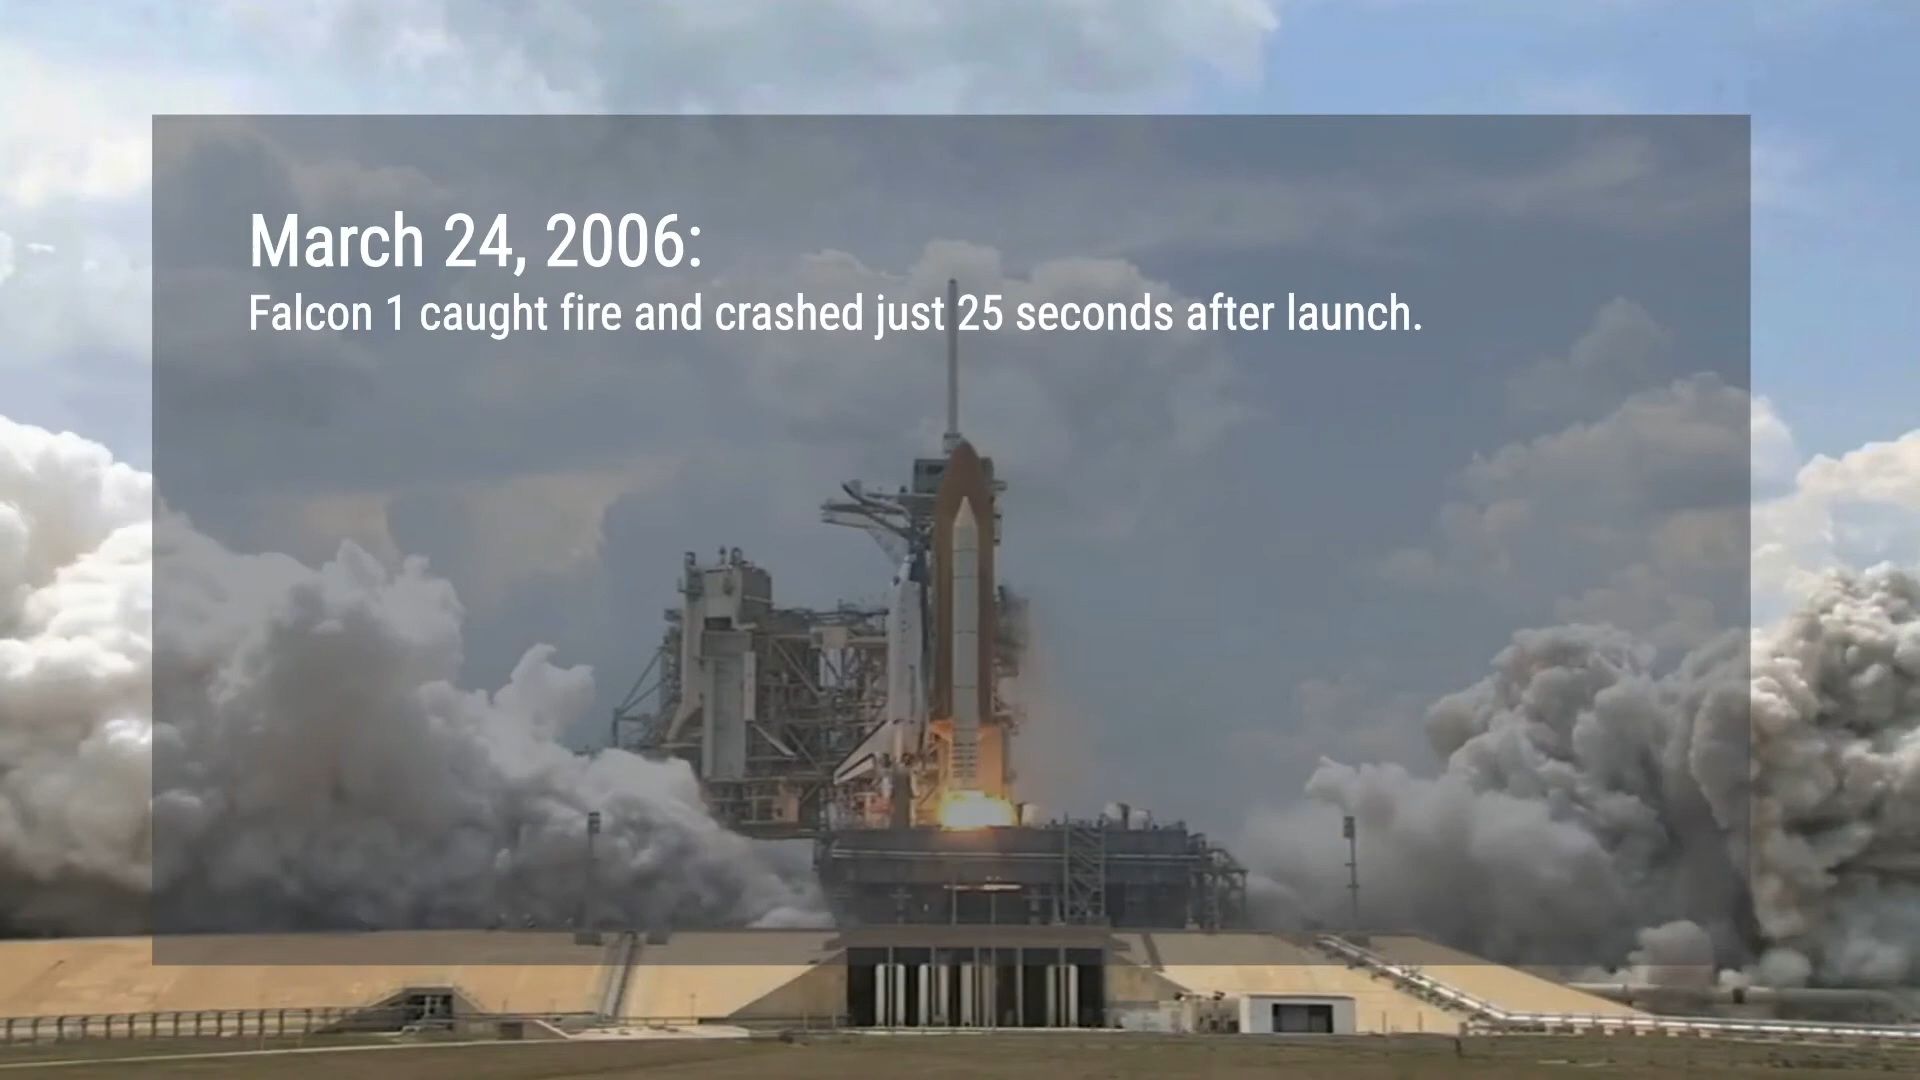 March 24, 2006:
Falcon 1 caught fire and crashed just 25 seconds after launch.